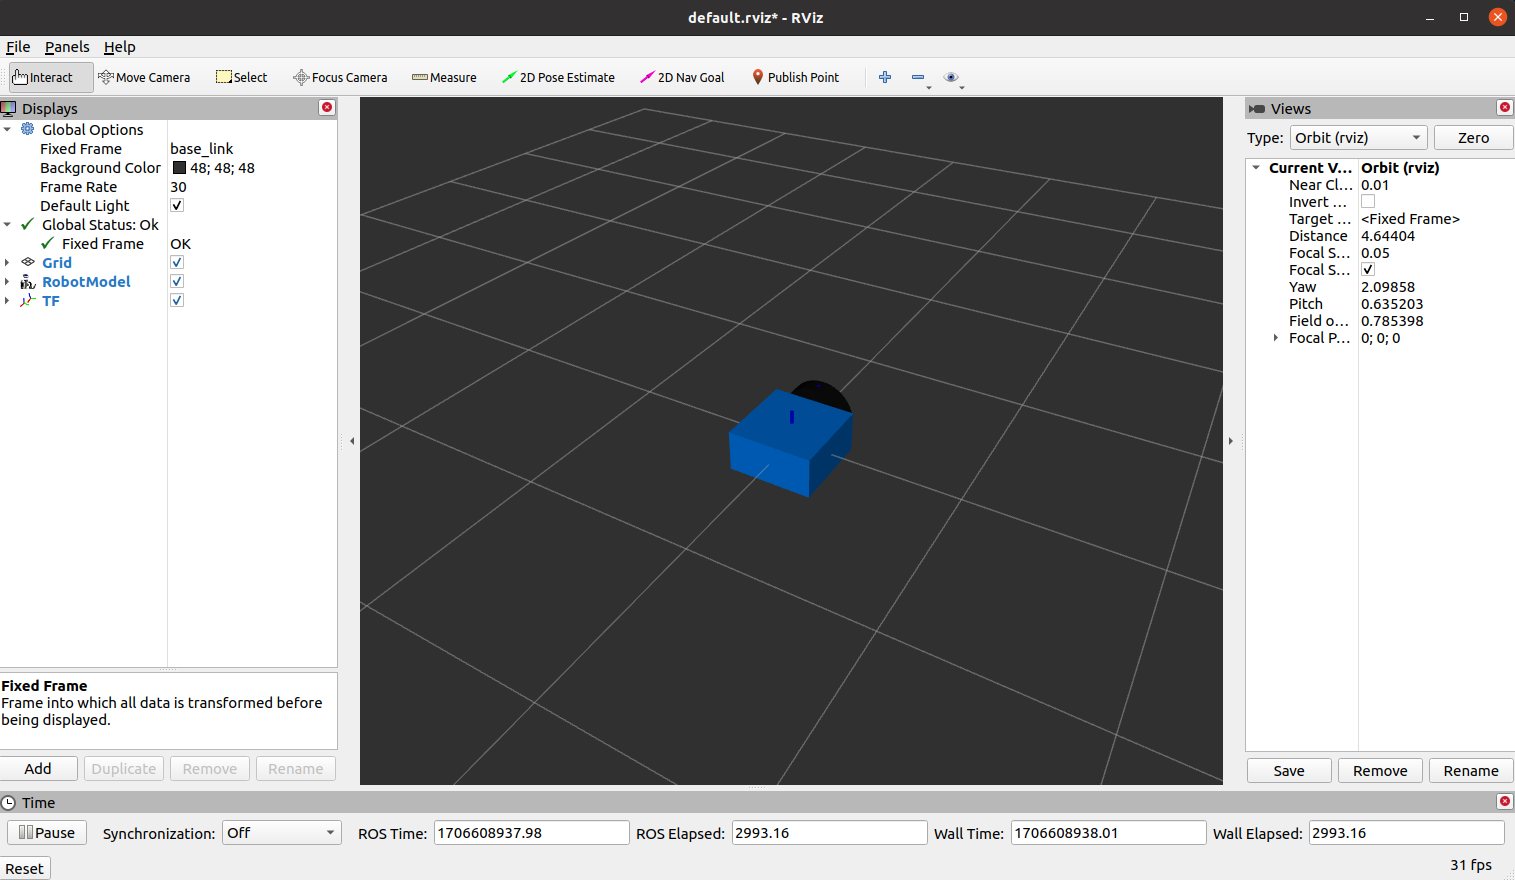 default.rviz* - RViz
File Panels Help
Interact Move Camera Select Focus Camera Measure 2D Pose Estimate 2D Nav Goal Publish Point
Displays
Global Options
Fixed Frame base_link
Background Color 48; 48; 48
Frame Rate 30
Default Light
Global Status: Ok
Fixed Frame OK
Grid
RobotModel
TF
Fixed Frame
Frame into which all data is transformed before
being displayed.
Add Duplicate Remove Rename
Views
Type: Orbit (rviz) Zero
Current V... Orbit (rviz)
Near Cl... 0.01
Invert ...
Target ... <Fixed Frame>
Distance 4.64404
Focal S... 0.05
Focal S...
Yaw 2.09858
Pitch 0.635203
Field o... 0.785398
Focal P... 0; 0; 0
Save Remove Rename
Time
Pause Synchronization: Off ROS Time: 1706608937.98 ROS Elapsed: 2993.16 Wall Time: 1706608938.01 Wall Elapsed: 2993.16
Reset 31 fps